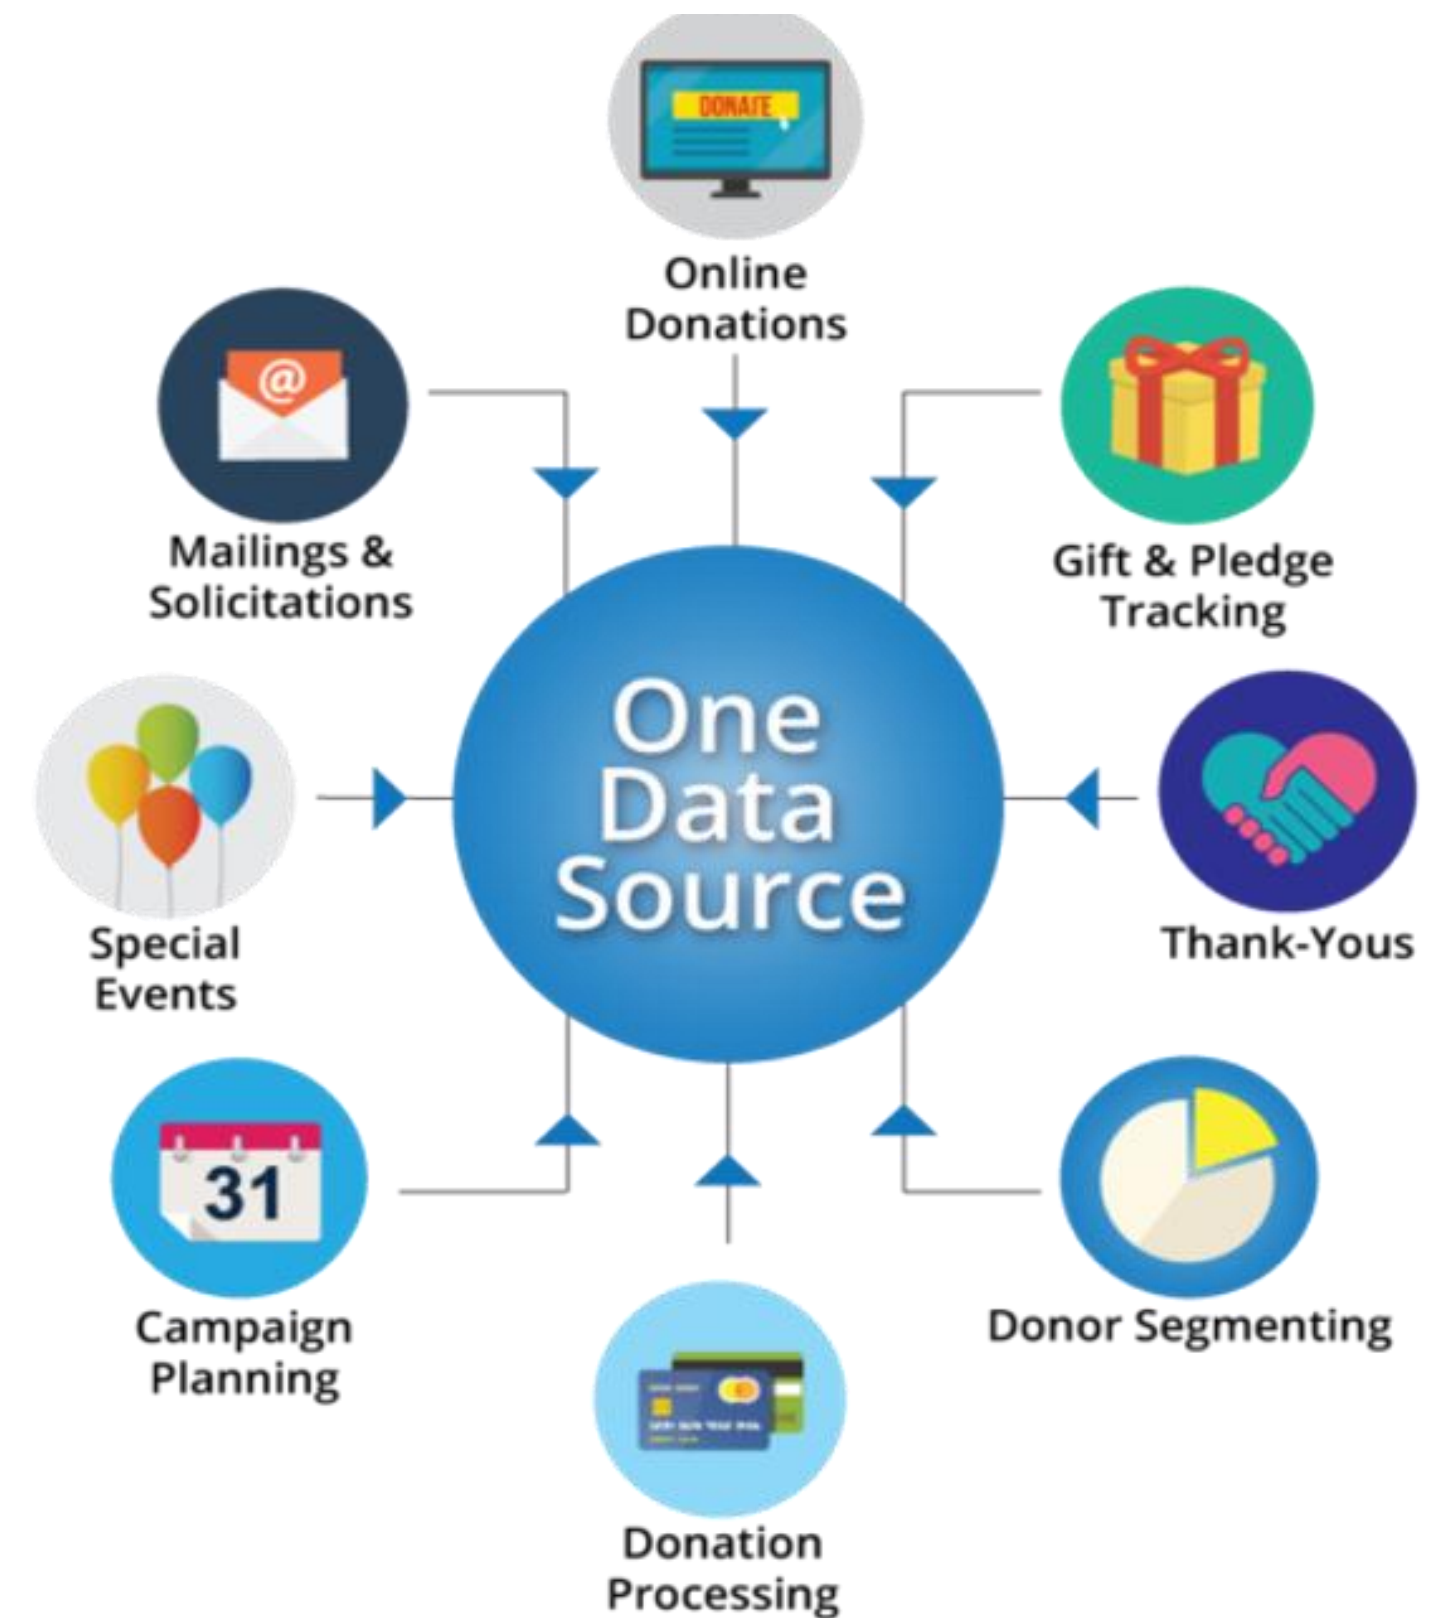 DONATE
Online
Donations
@
Mailings &
Solicitations
Gift & Pledge
Tracking
One
Data
Source
Special
Events
Thank-Yous
31
Campaign
Planning
Donor Segmenting
Donation
Processing